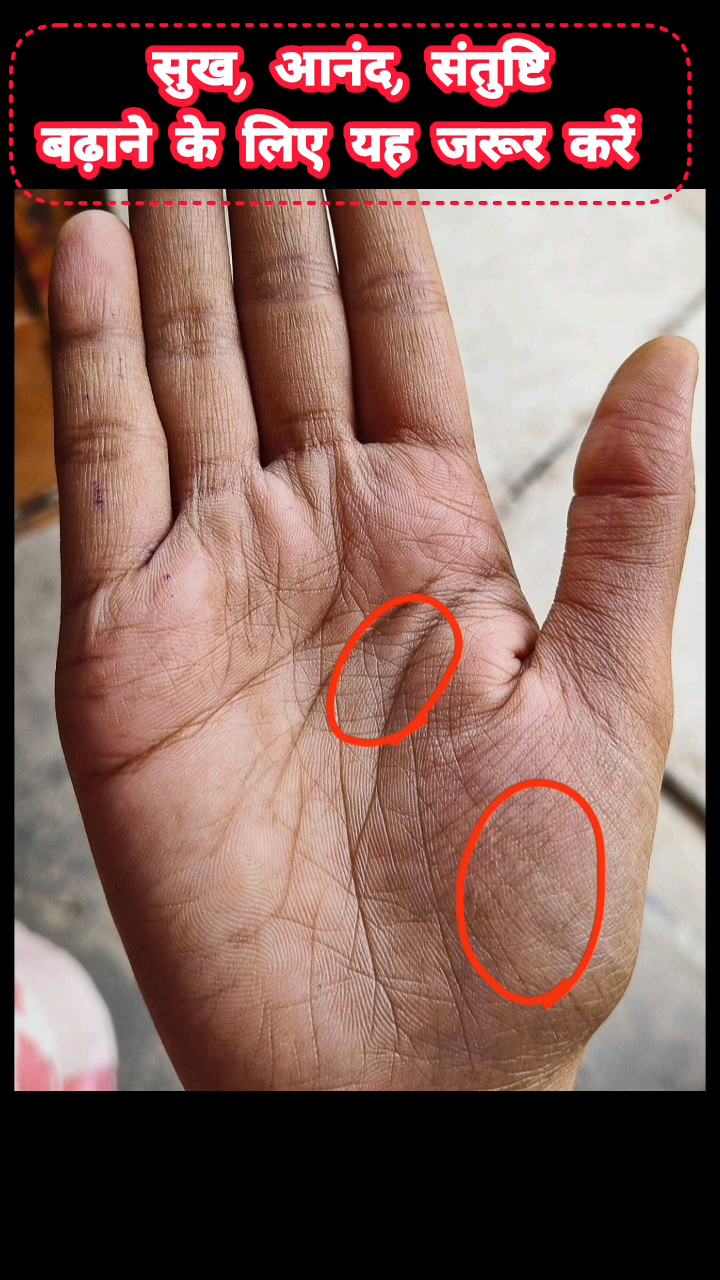 सुख, आनंद, संतुष्टि
बढ़ाने के लिए यह जरूर करें